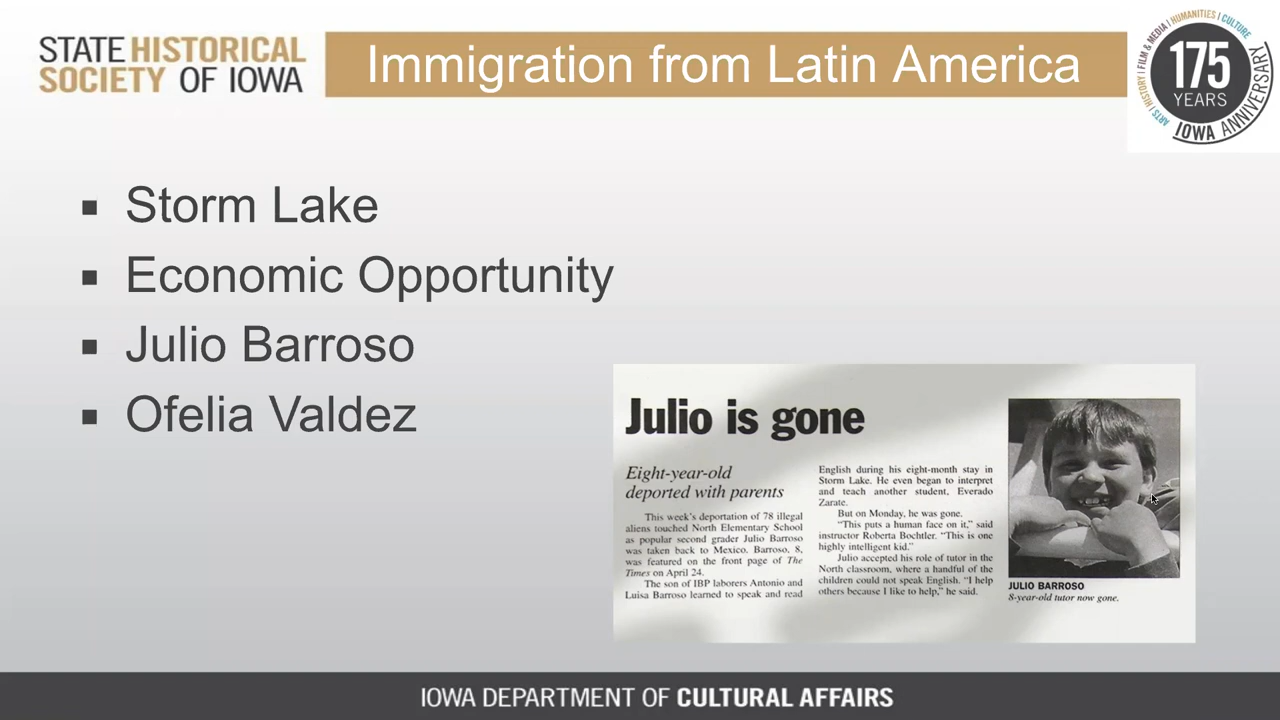 STATE HISTORICAL
SOCIETY OF IOWA
Immigration from Latin America
ARTS | HISTORY | FILM & MEDIA | HUMANITIES | CULTURE
175
YEARS
IOWA ANNIVERSARY
Storm Lake
Economic Opportunity
Julio Barroso
Ofelia Valdez
Julio is gone
Eight-year-old
deported with parents
This week's deportation of 78 illegal
aliens touched North Elementary School
as popular second grader Julio Barroso
was taken back to Mexico. Barroso, 8,
was featured on the front page of The
Times on April 24.
The son of IBP laborers Antonio and
Luisa Barroso learned to speak and read
English during his eight-month stay in
Storm Lake. He even began to interpret
and teach another student, Everado
Zarate.
But on Monday, he was gone.
"This puts a human face on it," said
instructor Roberta Bochtler. "This is one
highly intelligent kid."
Julio accepted his role of tutor in the
North classroom, where a handful of the
children could not speak English. "I help
others because I like to help," he said.
JULIO BARROSO
8-year-old tutor now gone.
IOWA DEPARTMENT OF CULTURAL AFFAIRS